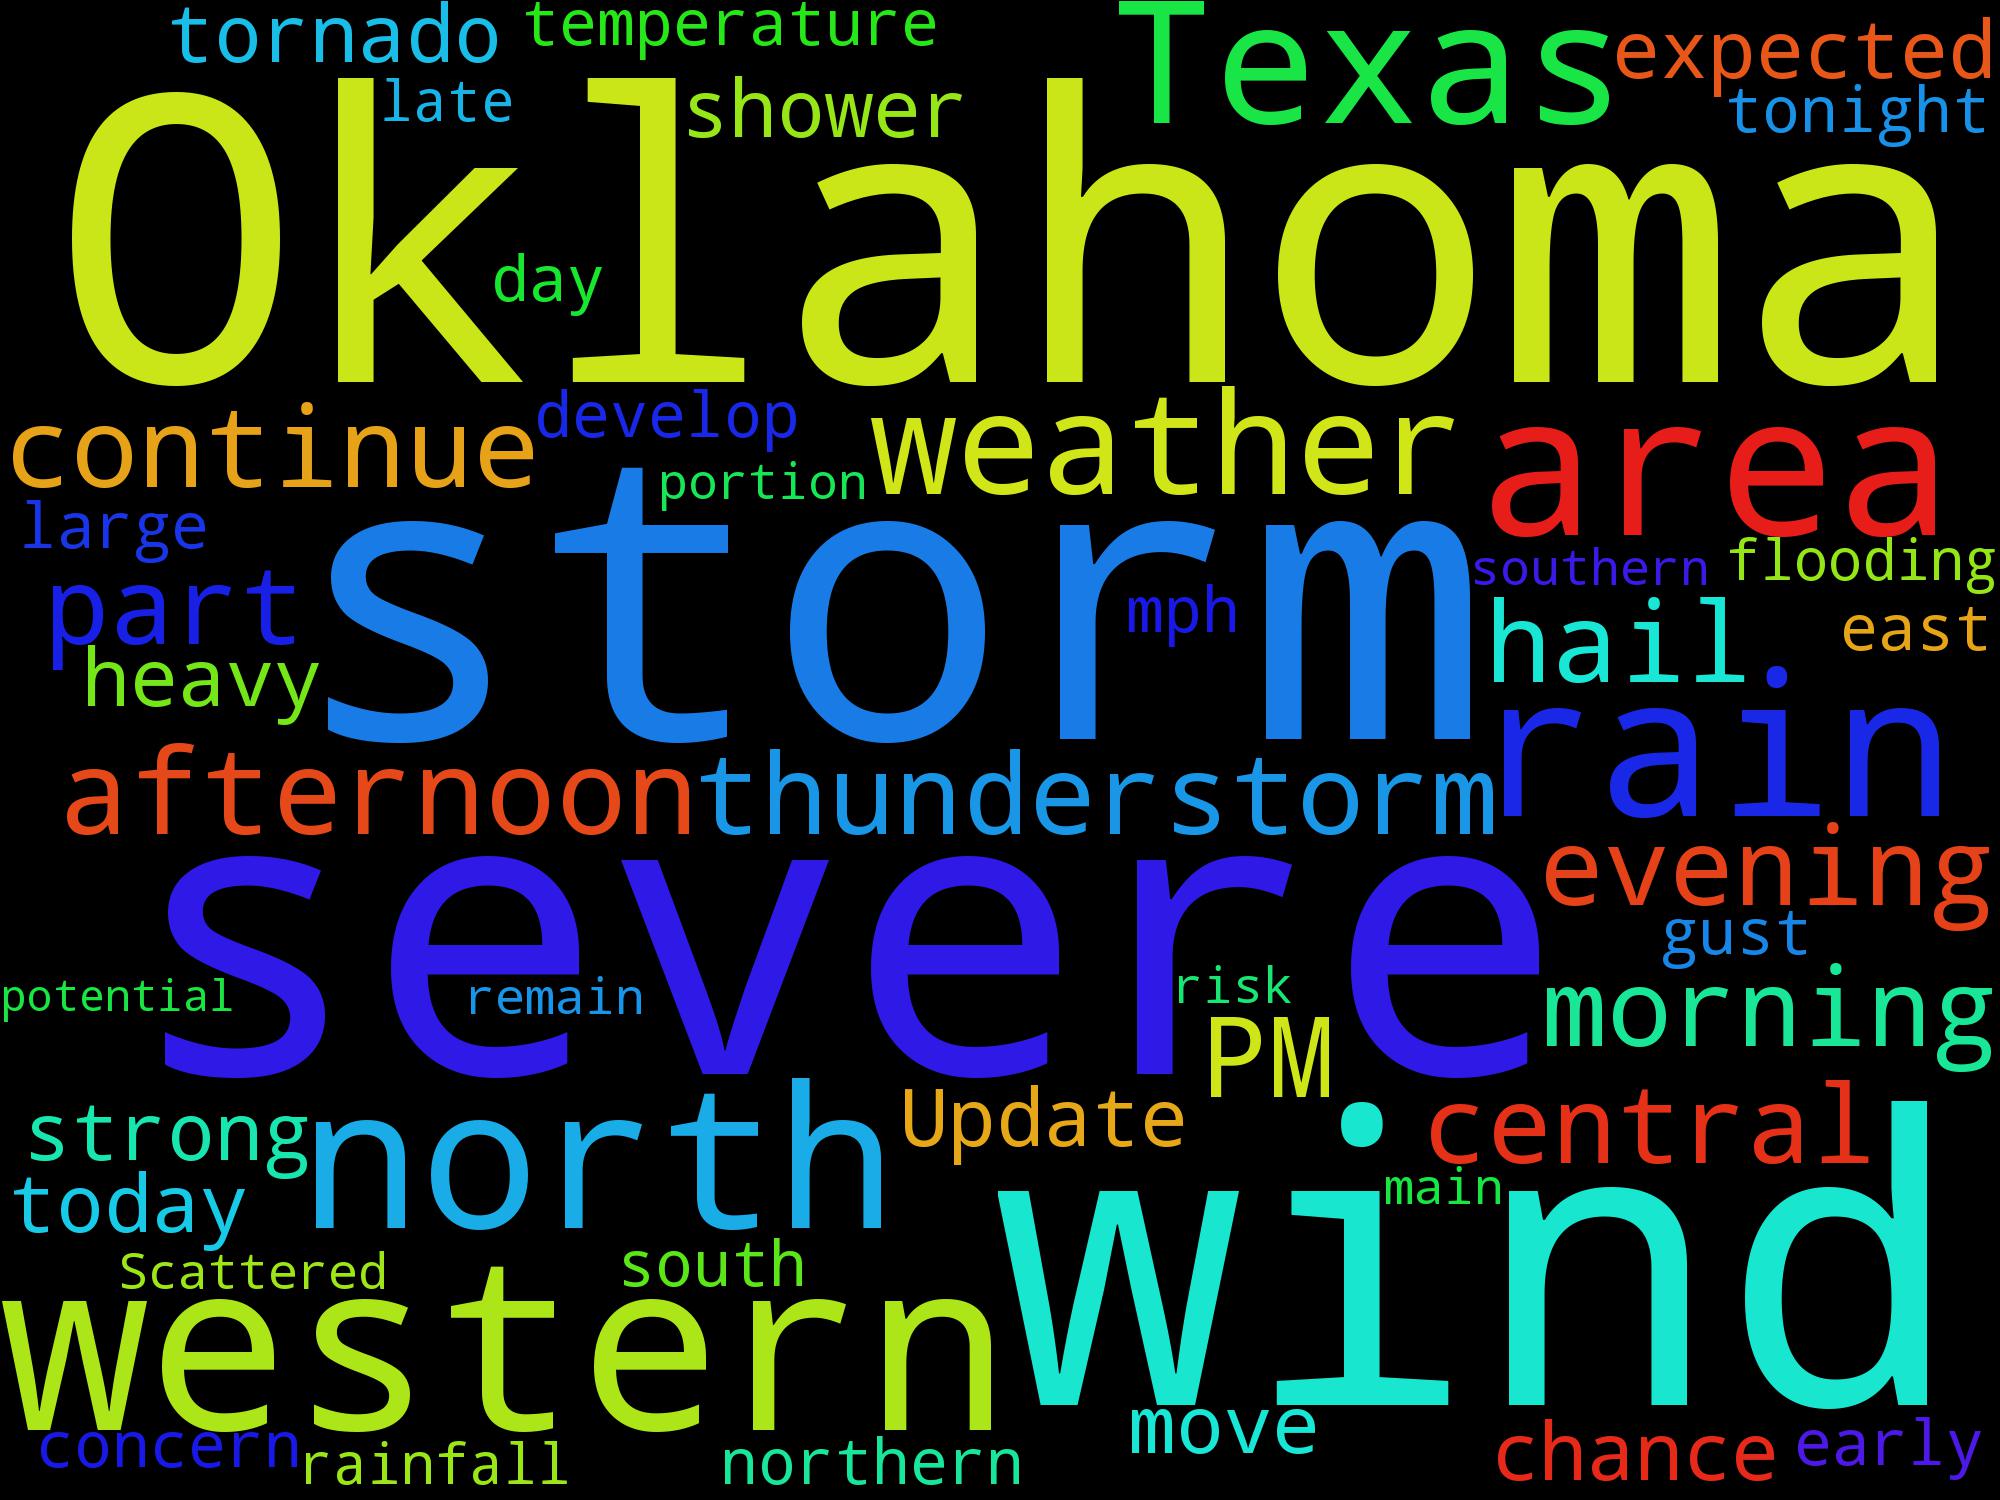 tornado
temperature
Texas
expected
late
shower
tonight
Oklahoma
day
continue
develop
weather
area
portion
large
storm
southern
flooding
part
mph
hail
east
heavy
rain
afternoon
thunderstorm
evening
severe
gust
potential
remain
risk
morning
PM
strong
north
Update
central
today
main
wind
Scattered
south
western
concern
rainfall
northern
move
chance
early